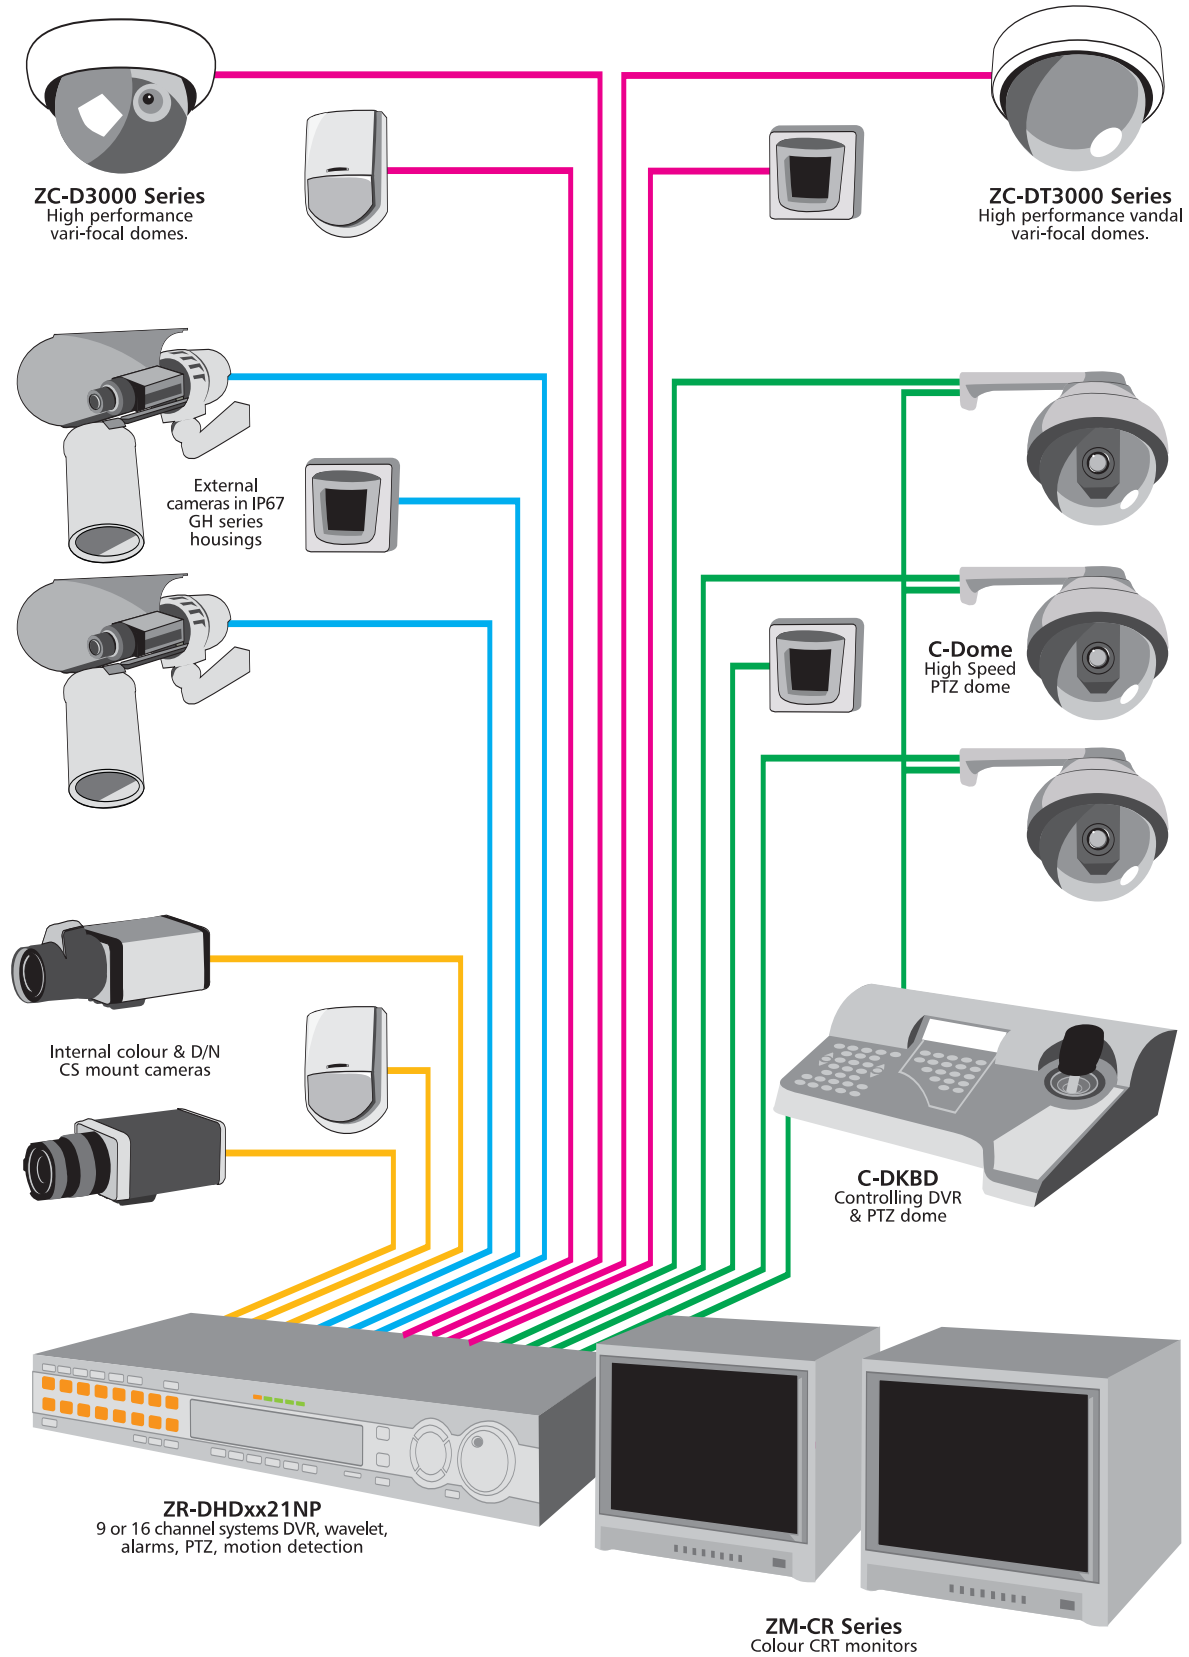 ZC-D3000 Series
High performance
vari-focal domes.
ZC-DT3000 Series
High performance vandal
vari-focal domes.
External
cameras in IP67
GH series
housings
C-Dome
High Speed
PTZ dome
Internal colour & D/N
CS mount cameras
C-DKBD
Controlling DVR
& PTZ dome
ZR-DHDxx21NP
9 or 16 channel systems DVR, wavelet,
alarms, PTZ, motion detection
ZM-CR Series
Colour CRT monitors